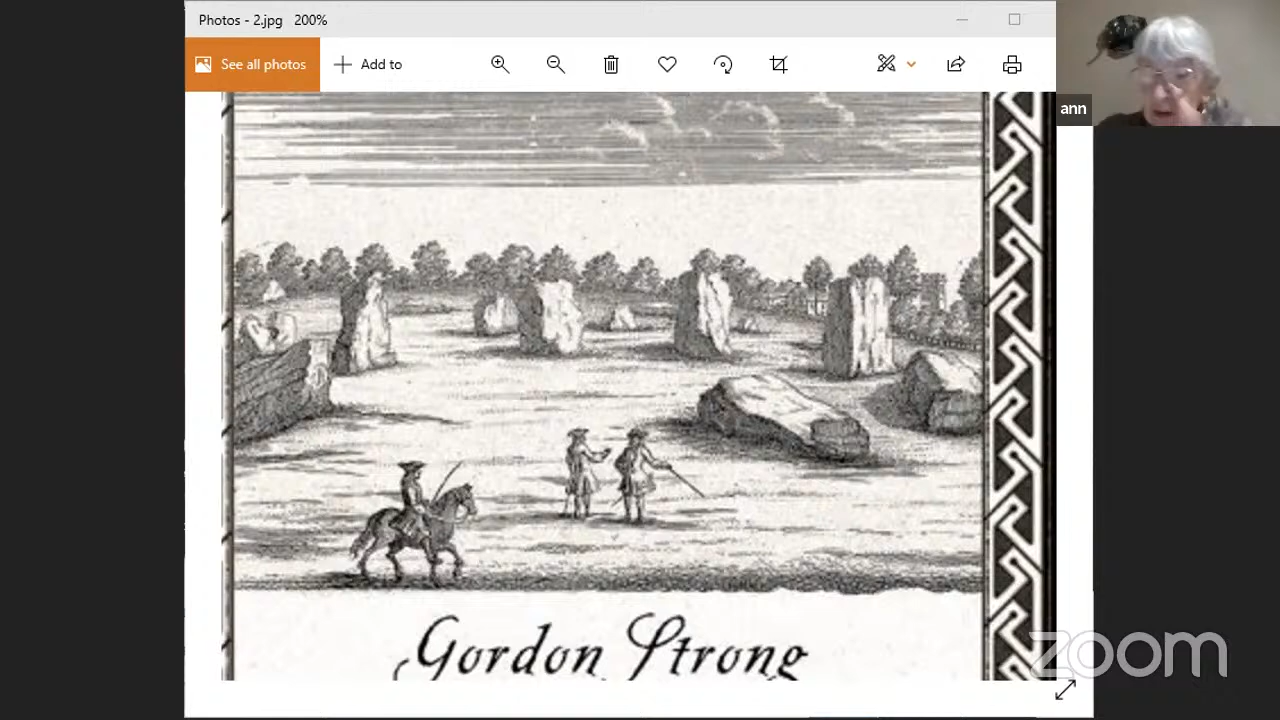 Photos - 2.jpg 200%
See all photos
Add to
ann
Gordon Strong
zoom